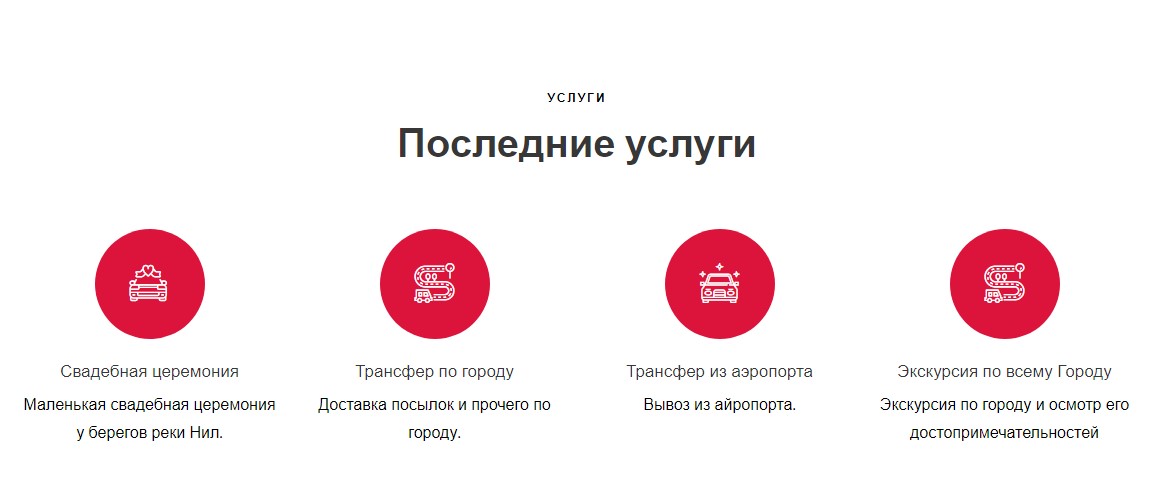 УСЛУГИ
Последние услуги
Свадебная церемония
Маленькая свадебная церемония
у берегов реки Нил.
Трансфер по городу
Доставка посылок и прочего по
городу.
Трансфер из аэропорта
Вывоз из айропорта.
Экскурсия по всему Городу
Экскурсия по городу и осмотр его
достопримечательностей